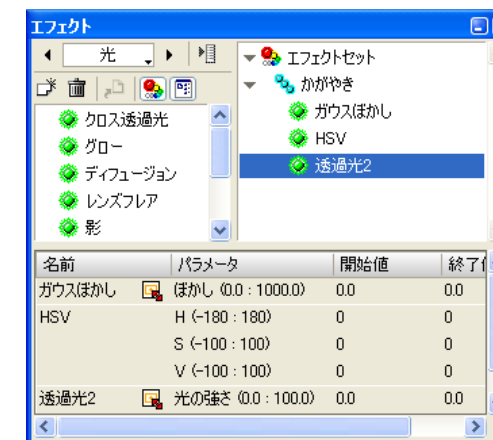 エフェクト
光
クロス透過光
グロー
ディフュージョン
レンズフレア
影
エフェクトセット
かがやき
ガウスぼかし
HSV
透過光2
名前 パラメータ 開始値 終了
ガウスぼかし ぼかし (0.0 : 1000.0) 0.0 0.0
HSV H (-180 : 180) 0 0
S (-100 : 100) 0 0
V (-100 : 100) 0 0
透過光2 光の強さ (0.0 : 100.0) 0.0 0.0